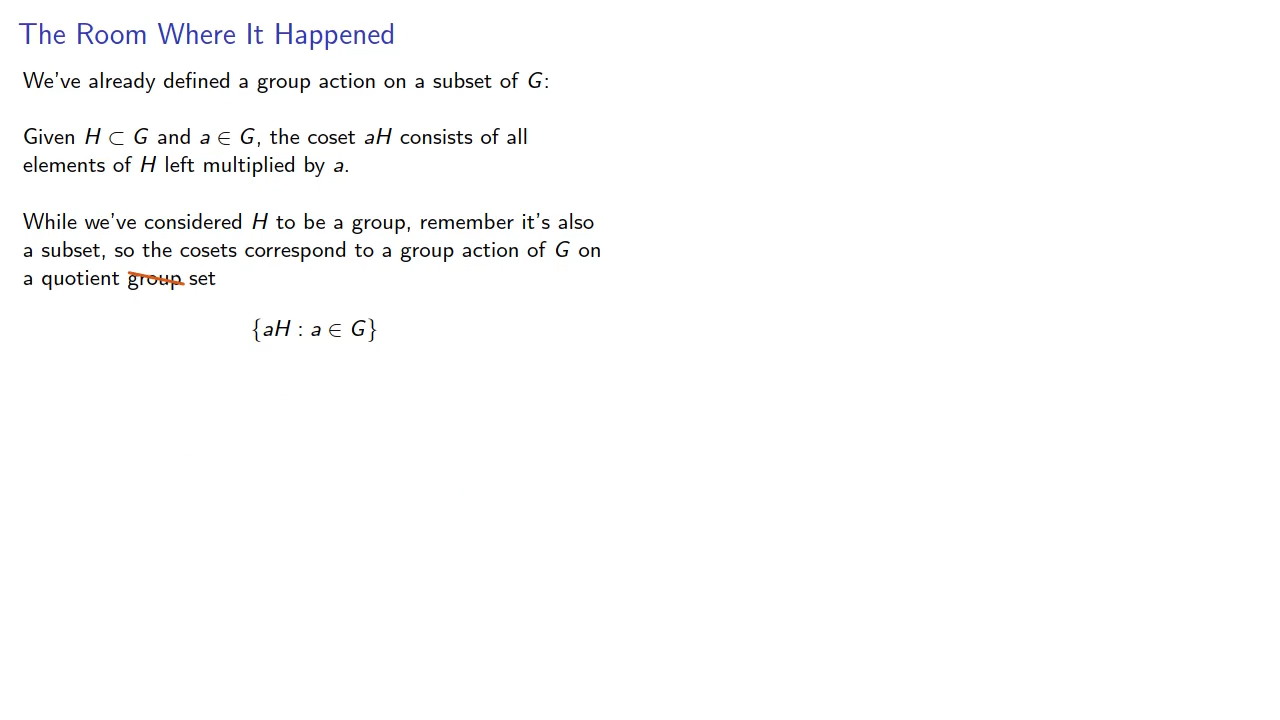 The Room Where It Happened
We've already defined a group action on a subset of G:
Given H ⊂ G and a ∈ G, the coset aH consists of all
elements of H left multiplied by a.
While we've considered H to be a group, remember it's also
a subset, so the cosets correspond to a group action of G on
a quotient group set
{aH : a ∈ G}